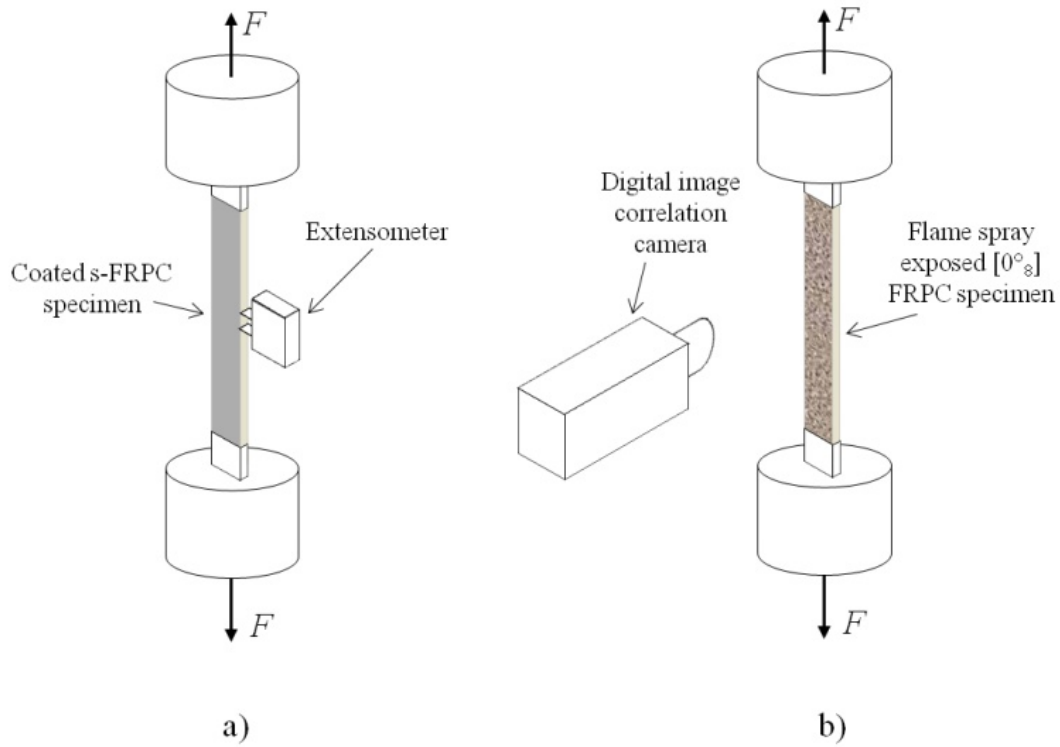 F
Extensometer
Coated s-FRPC
specimen
F
a)
F
Digital image
correlation
camera
Flame spray
exposed [0°₈]
FRPC specimen
F
b)